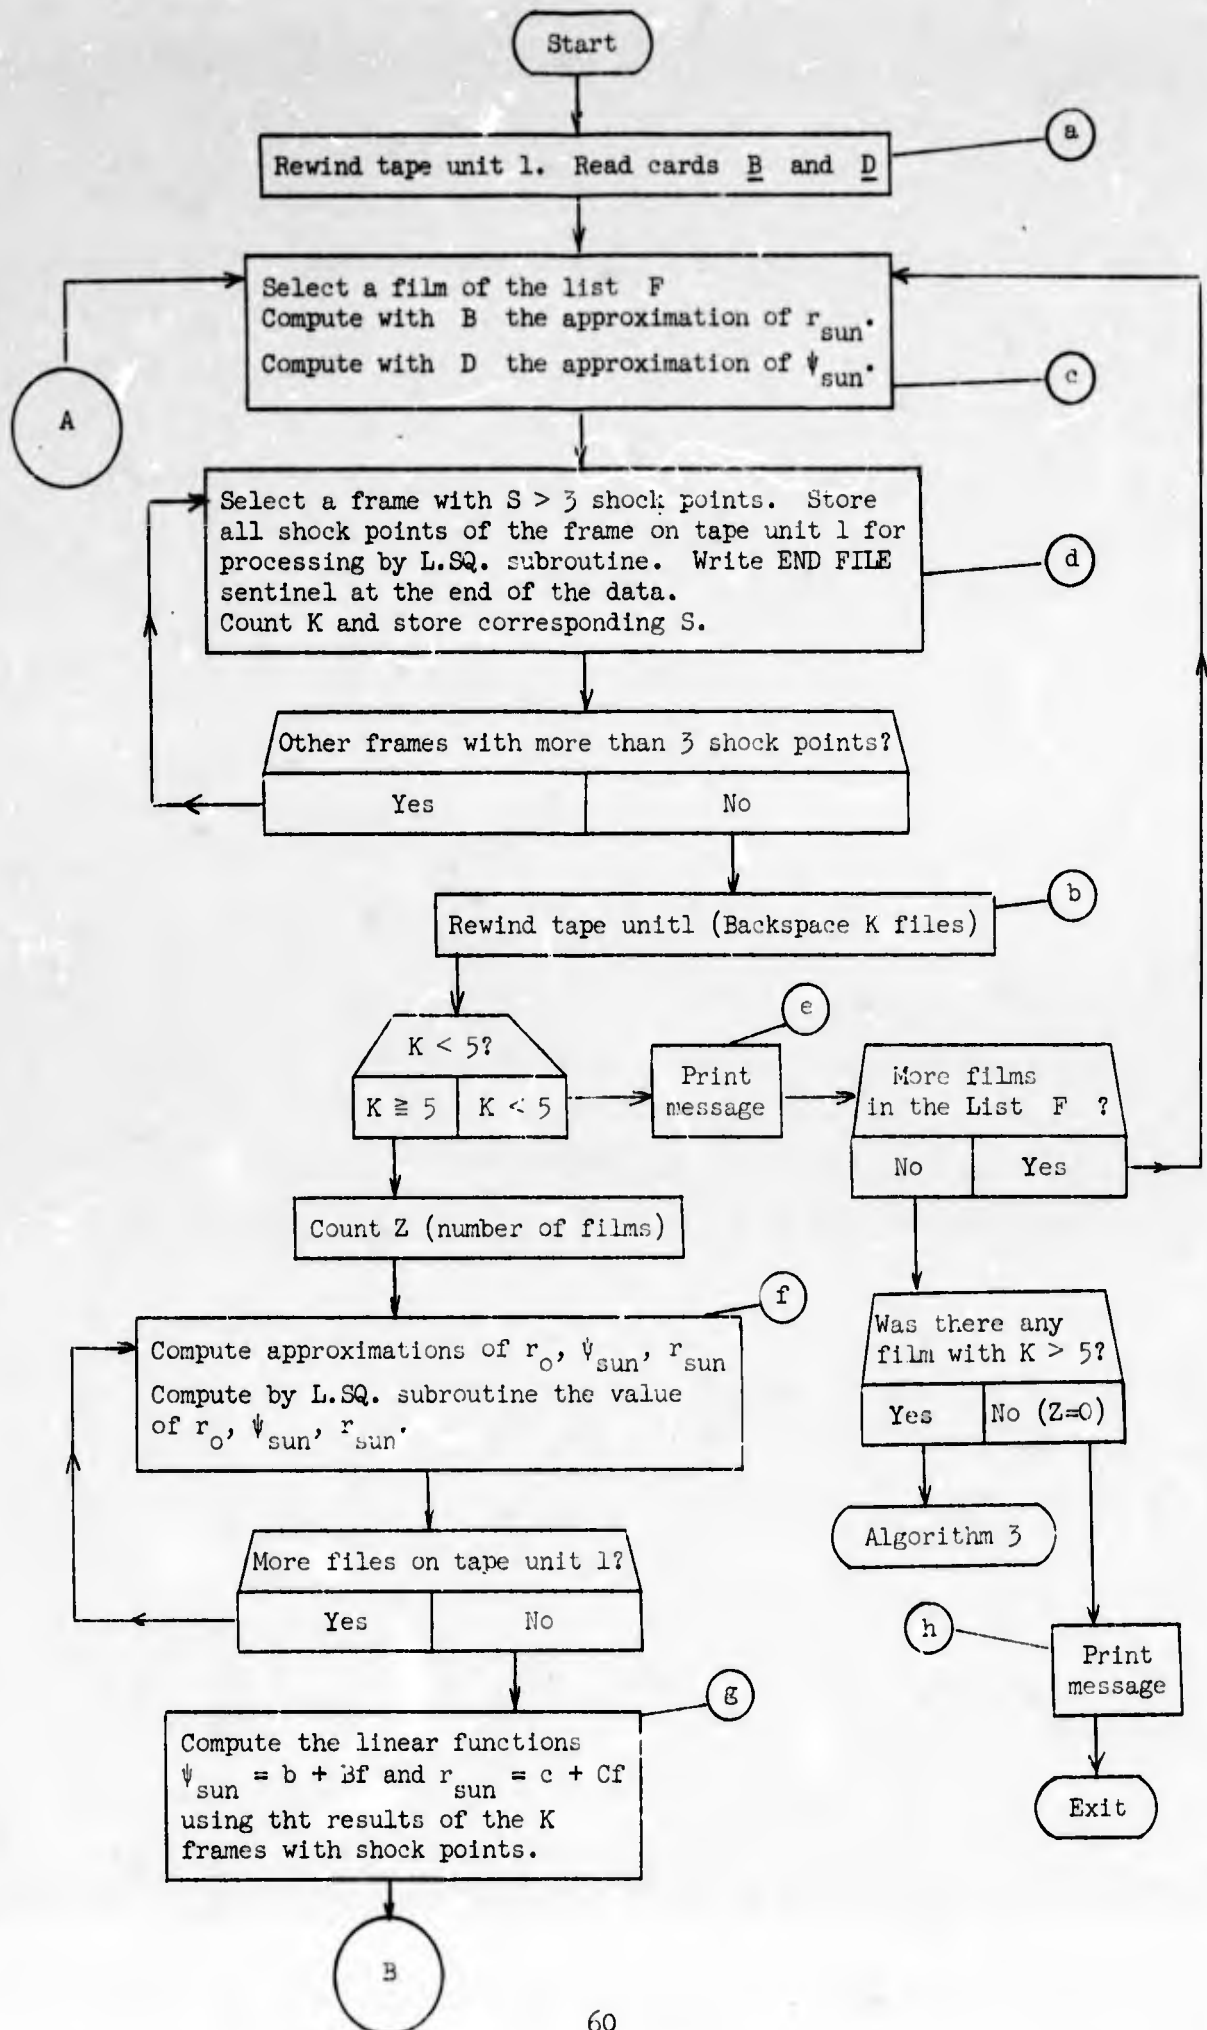 Start
a
Rewind tape unit 1. Read cards B and D
Select a film of the list F
Compute with B the approximation of r_sun.
Compute with D the approximation of ψ_sun.
c
A
Select a frame with S > 3 shock points. Store
all shock points of the frame on tape unit 1 for
processing by L.SQ. subroutine. Write END FILE
sentinel at the end of the data.
Count K and store corresponding S.
d
Other frames with more than 3 shock points?
Yes
No
b
Rewind tape unit1 (Backspace K files)
e
K < 5?
K ≧ 5
K < 5
Print
message
More films
in the List F ?
No
Yes
Count Z (number of films)
f
Compute approximations of r_o, ψ_sun, r_sun
Compute by L.SQ. subroutine the value
of r_o, ψ_sun, r_sun.
Was there any
film with K > 5?
Yes
No (Z=0)
Algorithm 3
More files on tape unit 1?
Yes
No
h
Print
message
g
Compute the linear functions
ψ_sun = b + Bf and r_sun = c + Cf
using tht results of the K
frames with shock points.
Exit
B
60